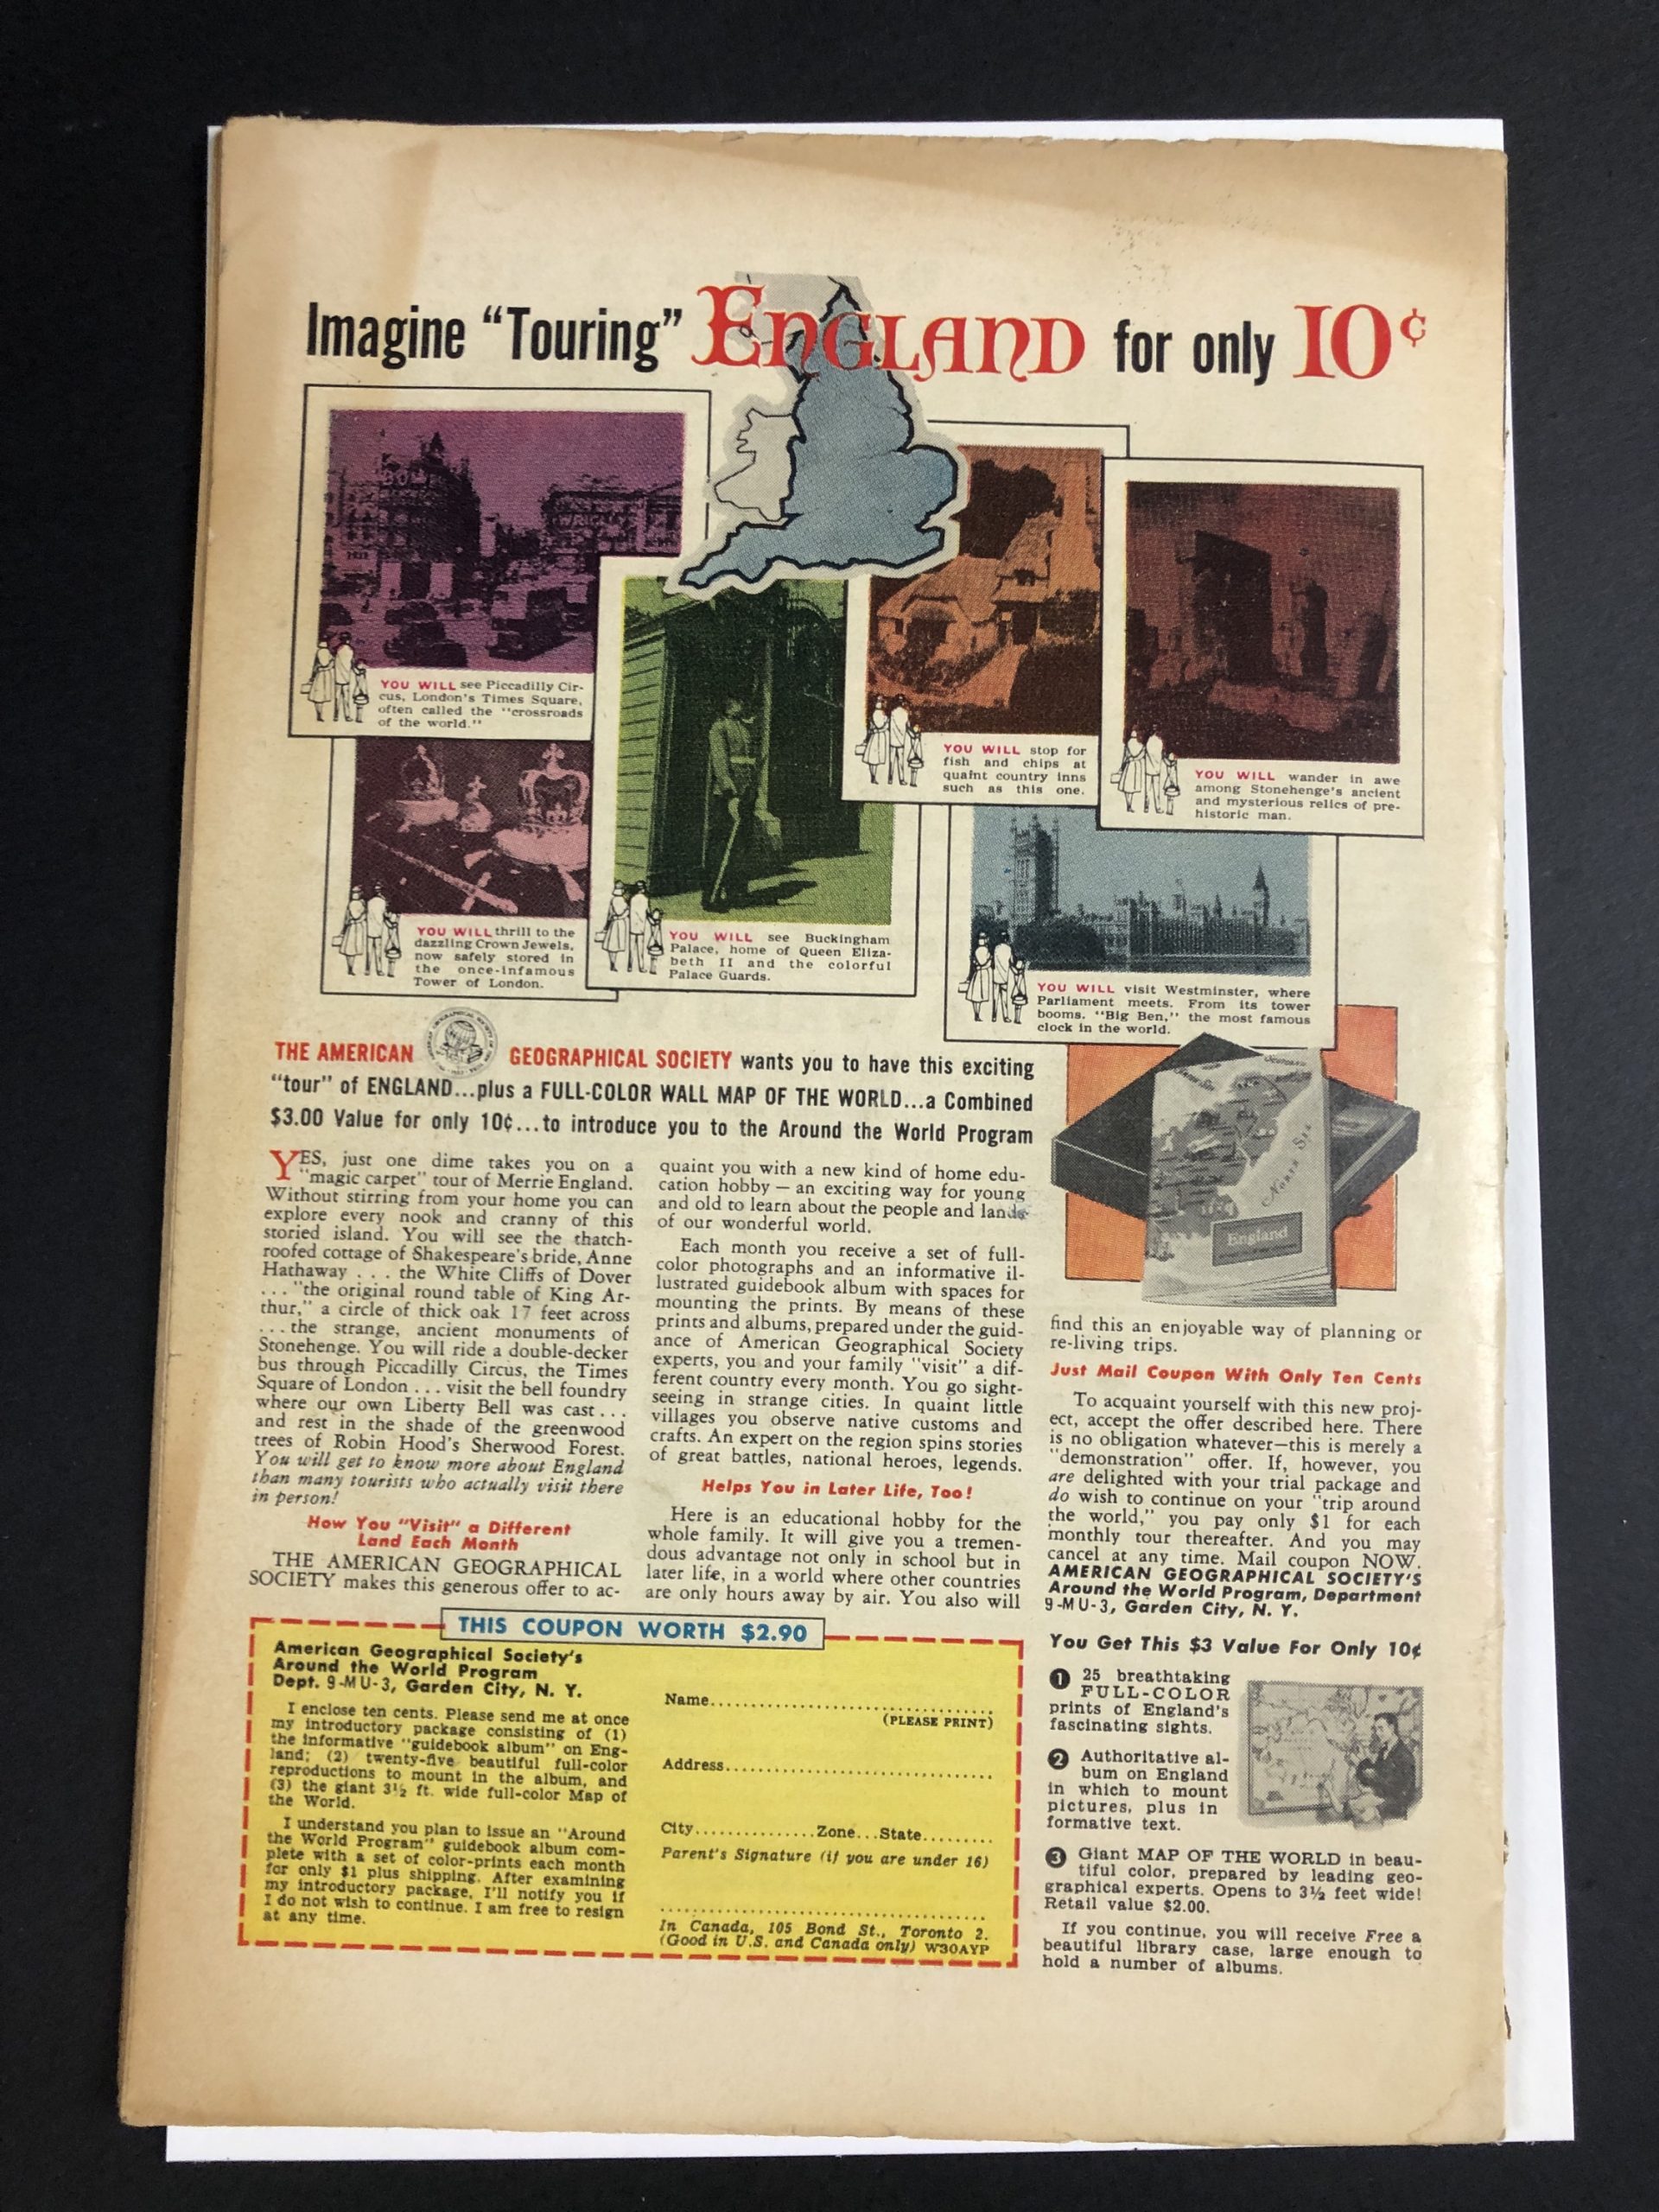 Imagine “Touring” ENGLAND for only 10¢
BOV
WRIGLEY
YOU WILL see Piccadilly Cir-
cus, London's Times Square,
often called the "crossroads
of the world."
YOU WILL stop for
fish and chips at
quaint country inns
such as this one.
YOU WILL wander in awe
among Stonehenge's ancient
and mysterious relics of pre-
historic man.
YOU WILL thrill to the
dazzling Crown Jewels,
now safely stored in
the once-infamous
Tower of London.
YOU WILL see Buckingham
Palace, home of Queen Eliza-
beth II and the colorful
Palace Guards.
YOU WILL visit Westminster, where
Parliament meets. From its tower
booms. "Big Ben," the most famous
clock in the world.
THE AMERICAN GEOGRAPHICAL SOCIETY wants you to have this exciting
“tour” of ENGLAND...plus a FULL-COLOR WALL MAP OF THE WORLD...a Combined
$3.00 Value for only 10¢...to introduce you to the Around the World Program
YES, just one dime takes you on a
"magic carpet" tour of Merrie England.
Without stirring from your home you can
explore every nook and cranny of this
storied island. You will see the thatch-
roofed cottage of Shakespeare's bride, Anne
Hathaway . . . the White Cliffs of Dover
. . . "the original round table of King Ar-
thur," a circle of thick oak 17 feet across
. . . the strange, ancient monuments of
Stonehenge. You will ride a double-decker
bus through Piccadilly Circus, the Times
Square of London . . . visit the bell foundry
where our own Liberty Bell was cast . . .
and rest in the shade of the greenwood
trees of Robin Hood's Sherwood Forest.
You will get to know more about England
than many tourists who actually visit there
in person!
How You "Visit" a Different
Land Each Month
THE AMERICAN GEOGRAPHICAL
SOCIETY makes this generous offer to ac-
quaint you with a new kind of home edu-
cation hobby — an exciting way for young
and old to learn about the people and lands
of our wonderful world.
Each month you receive a set of full-
color photographs and an informative il-
lustrated guidebook album with spaces for
mounting the prints. By means of these
prints and albums, prepared under the guid-
ance of American Geographical Society
experts, you and your family "visit" a dif-
ferent country every month. You go sight-
seeing in strange cities. In quaint little
villages you observe native customs and
crafts. An expert on the region spins stories
of great battles, national heroes, legends.
Helps You in Later Life, Too!
Here is an educational hobby for the
whole family. It will give you a tremen-
dous advantage not only in school but in
later life, in a world where other countries
are only hours away by air. You also will
North Sea
England
find this an enjoyable way of planning or
re-living trips.
Just Mail Coupon With Only Ten Cents
To acquaint yourself with this new proj-
ect, accept the offer described here. There
is no obligation whatever—this is merely a
"demonstration" offer. If, however, you
are delighted with your trial package and
do wish to continue on your "trip around
the world," you pay only $1 for each
monthly tour thereafter. And you may
cancel at any time. Mail coupon NOW.
AMERICAN GEOGRAPHICAL SOCIETY'S
Around the World Program, Department
9-MU-3, Garden City, N. Y.
THIS COUPON WORTH $2.90
American Geographical Society's
Around the World Program
Dept. 9-MU-3, Garden City, N. Y.
I enclose ten cents. Please send me at once
my introductory package consisting of (1)
the informative "guidebook album" on Eng-
land; (2) twenty-five beautiful full-color
reproductions to mount in the album, and
(3) the giant 3½ ft. wide full-color Map of
the World.
I understand you plan to issue an "Around
the World Program" guidebook album com-
plete with a set of color-prints each month
for only $1 plus shipping. After examining
my introductory package, I'll notify you if
I do not wish to continue. I am free to resign
at any time.
Name..........................................
(PLEASE PRINT)
Address.......................................
City...............Zone...State.........
Parent's Signature (if you are under 16)
..............................................
In Canada, 105 Bond St., Toronto 2.
(Good in U.S. and Canada only) W30AYP
You Get This $3 Value For Only 10¢
1 25 breathtaking
FULL-COLOR
prints of England's
fascinating sights.
2 Authoritative al-
bum on England
in which to mount
pictures, plus in
formative text.
3 Giant MAP OF THE WORLD in beau-
tiful color, prepared by leading geo-
graphical experts. Opens to 3½ feet wide!
Retail value $2.00.
If you continue, you will receive Free a
beautiful library case, large enough to
hold a number of albums.